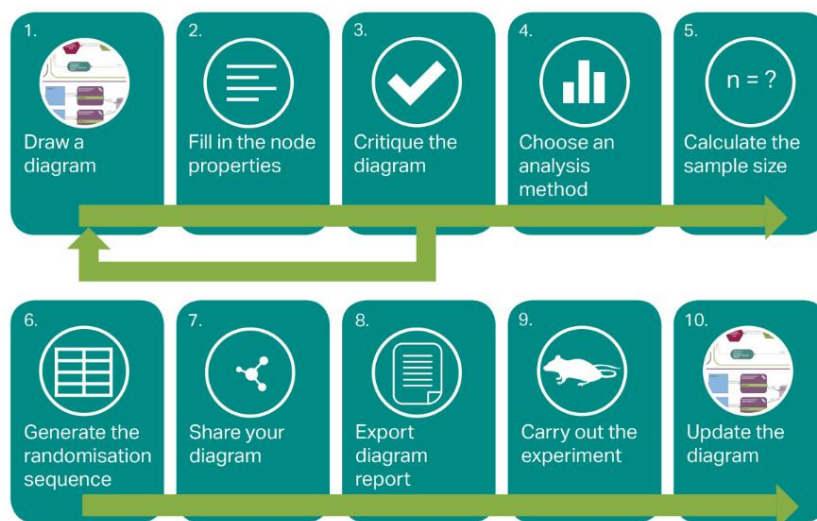 1.
Draw a
diagram
2.
Fill in the node
properties
3.
Critique the
diagram
4.
Choose an
analysis
method
5.
n = ?
Calculate the
sample size
6.
Generate the
randomisation
sequence
7.
Share your
diagram
8.
Export
diagram
report
9.
Carry out the
experiment
10.
Update the
diagram